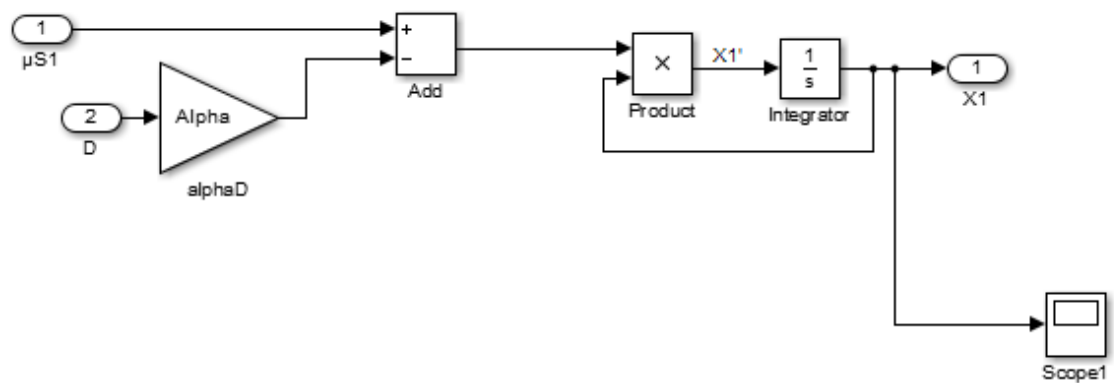 1
µS1
2
D
Alpha
alphaD
+
−
Add
×
Product
X1'
1
s
Integrator
1
X1
Scope1